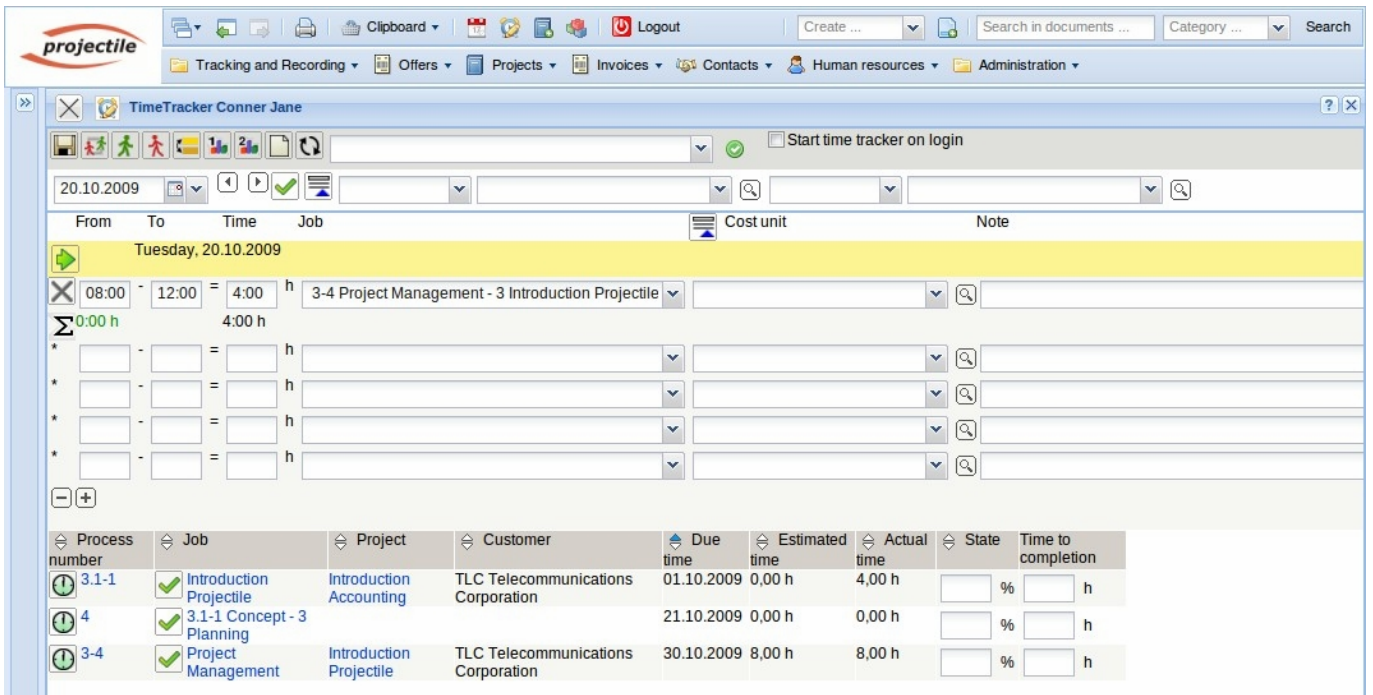 projectile
Clipboard Logout Create ... Search in documents ... Category ... Search
Tracking and Recording Offers Projects Invoices Contacts Human resources Administration
TimeTracker Conner Jane
Start time tracker on login
20.10.2009
From To Time Job Cost unit Note
Tuesday, 20.10.2009
08:00 - 12:00 = 4:00 h 3-4 Project Management - 3 Introduction Projectile
Σ 0:00 h 4:00 h
* - = h
* - = h
* - = h
* - = h
Process Job Project Customer Due Estimated Actual State Time to
number time time time completion
3.1-1 Introduction Introduction TLC Telecommunications 01.10.2009 0,00 h 4,00 h % h
Projectile Accounting Corporation
4 3.1-1 Concept - 3 21.10.2009 0,00 h 0,00 h % h
Planning
3-4 Project Introduction TLC Telecommunications 30.10.2009 8,00 h 8,00 h % h
Management Projectile Corporation